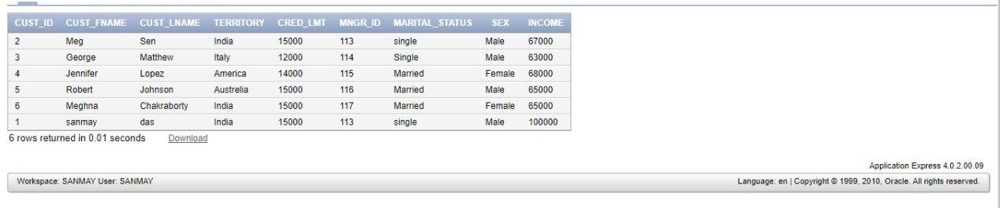 CUST_ID CUST_FNAME CUST_LNAME TERRITORY CRED_LMT MNGR_ID MARITAL_STATUS SEX INCOME
2 Meg Sen India 15000 113 single Male 67000
3 George Matthew Italy 12000 114 Single Male 63000
4 Jennifer Lopez America 14000 115 Married Female 68000
5 Robert Johnson Austrelia 15000 116 Married Male 65000
6 Meghna Chakraborty India 15000 117 Married Female 65000
1 sanmay das India 15000 113 single Male 100000
6 rows returned in 0.01 seconds Download
Application Express 4.0.2.00.09
Workspace: SANMAY User: SANMAY Language: en | Copyright © 1999, 2010, Oracle. All rights reserved.